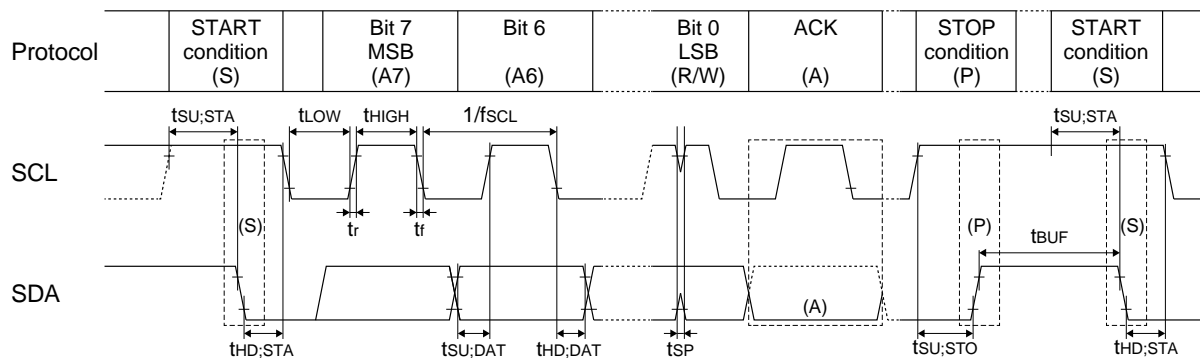 Protocol
START
condition
(S)
Bit 7
MSB
(A7)
Bit 6
(A6)
Bit 0
LSB
(R/W)
ACK
(A)
STOP
condition
(P)
START
condition
(S)
tSU;STA
tLOW
tHIGH
1/fSCL
tSU;STA
SCL
tr
tf
(S)
(P)
tBUF
(S)
SDA
(A)
tHD;STA
tSU;DAT
tHD;DAT
tSP
tSU;STO
tHD;STA